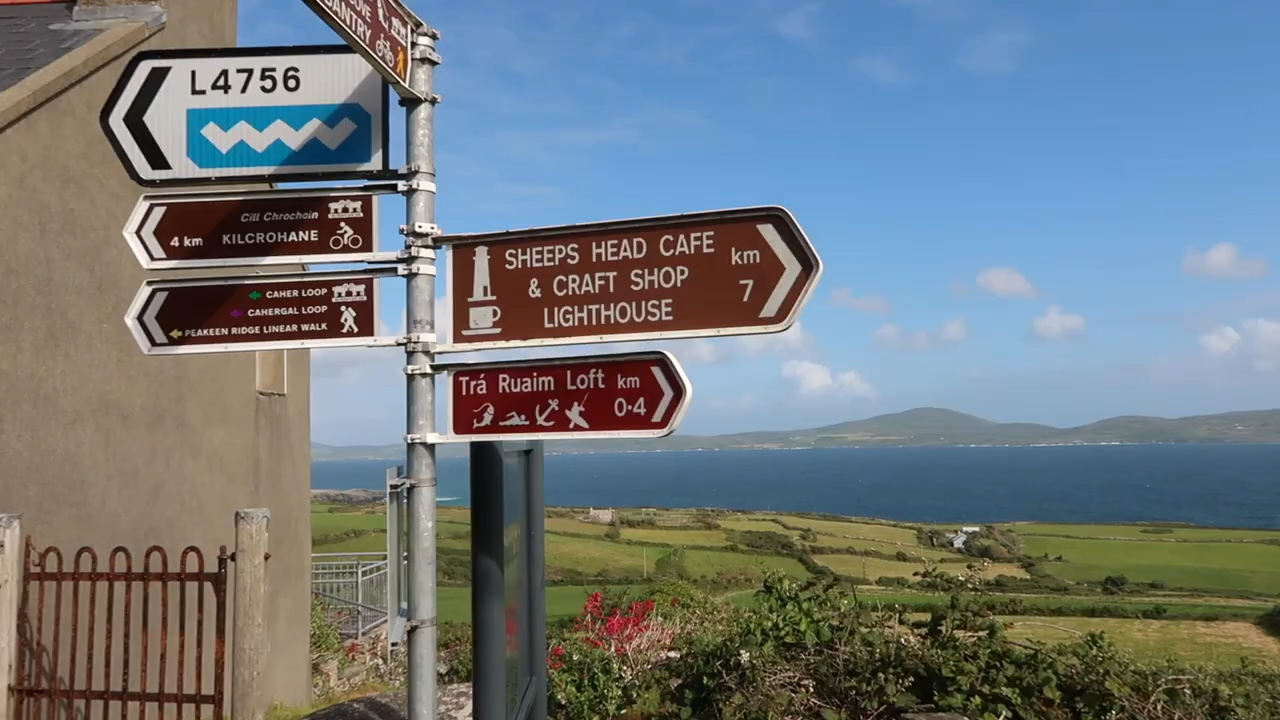 BANTRY
L4756
Cill Chrochain
4 km KILCROHANE
CAHER LOOP
CAHERGAL LOOP
PEAKEEN RIDGE LINEAR WALK
SHEEPS HEAD CAFE
& CRAFT SHOP
LIGHTHOUSE
km
7
Trá Ruaim Loft km
0·4